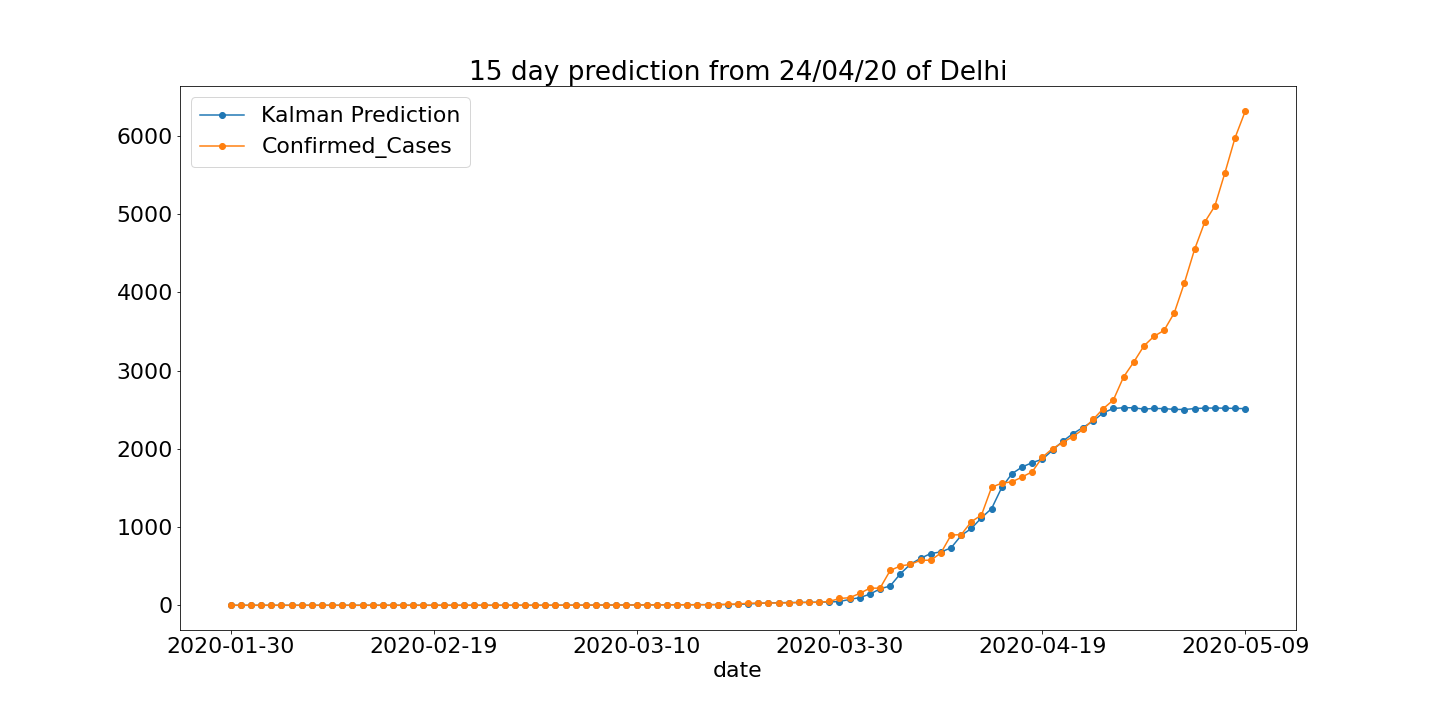 15 day prediction from 24/04/20 of Delhi
Kalman Prediction
Confirmed_Cases
6000
5000
4000
3000
2000
1000
0
2020-01-30 2020-02-19 2020-03-10 2020-03-30 2020-04-19 2020-05-09
date